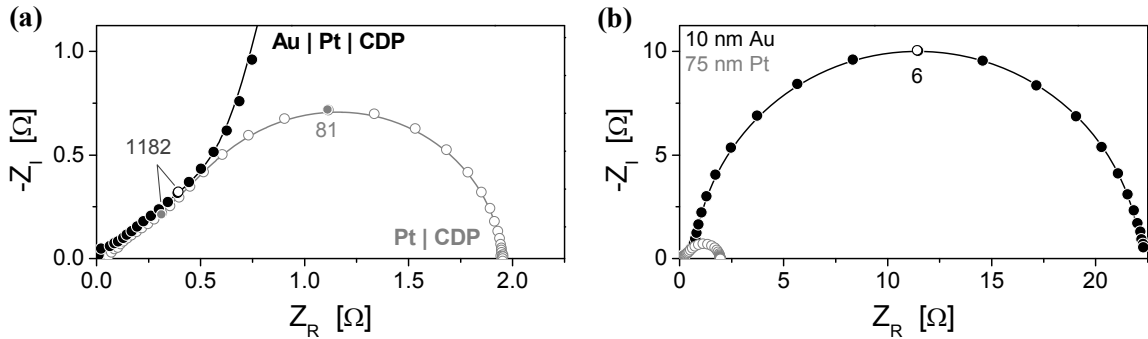 (a)
1.0
0.5
0.0
-Z_I [Ω]
Au | Pt | CDP
1182
81
Pt | CDP
0.0 0.5 1.0 1.5 2.0
Z_R [Ω]
(b)
10
5
0
-Z_I [Ω]
10 nm Au
75 nm Pt
6
0 5 10 15 20
Z_R [Ω]